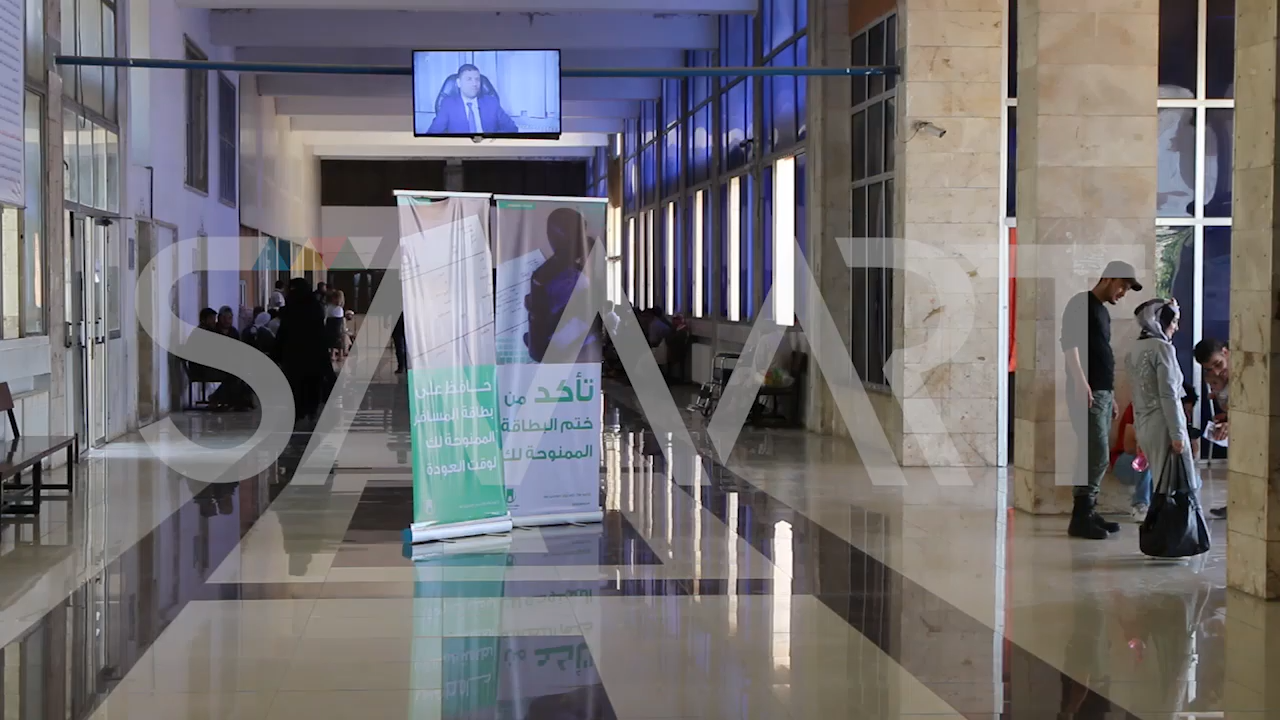 حافظ على
بطاقة المسافر
الممنوحة لك
لوقت العودة
تأكد من
ختم البطاقة
الممنوحة لك
SMART